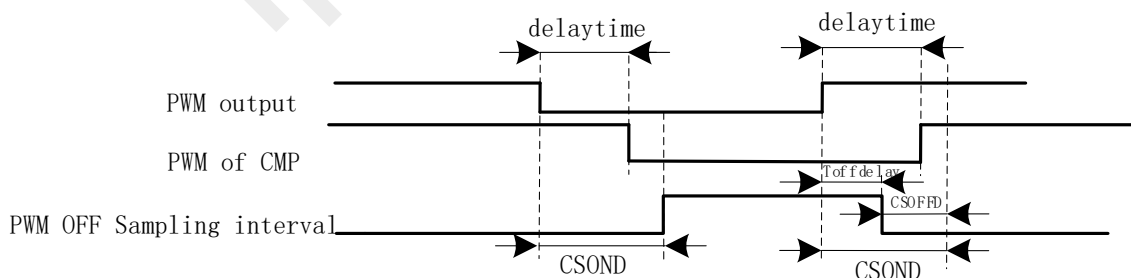 delaytime
delaytime
PWM output
PWM of CMP
Toffdelay
CSOFFD
PWM OFF Sampling interval
CSOND
CSOND